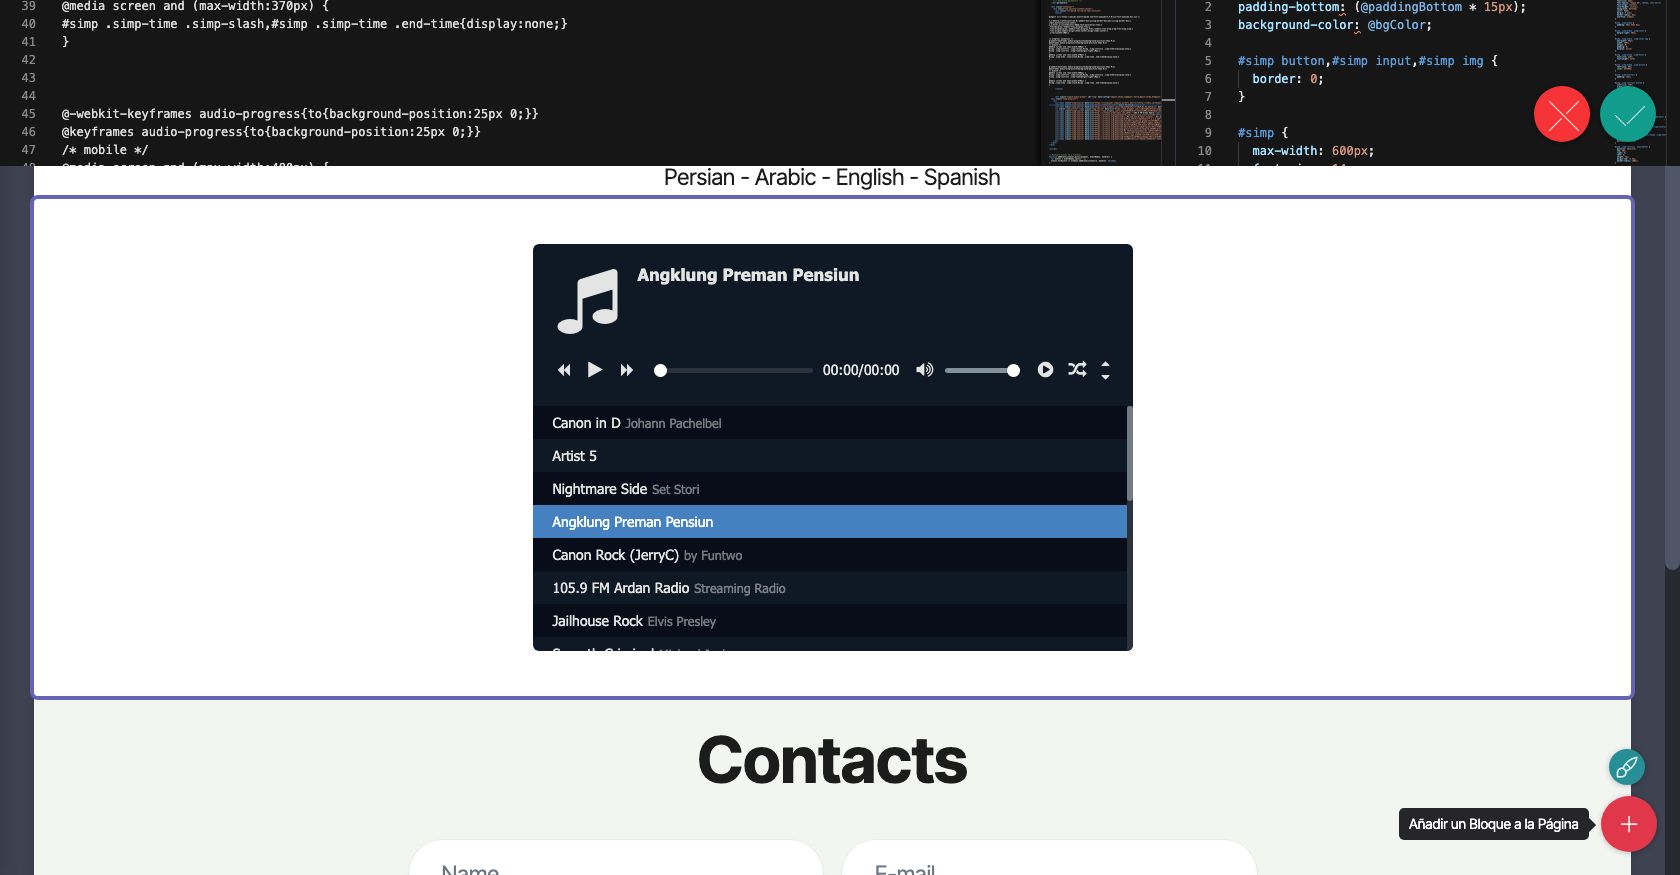 39 @media screen and (max-width:370px) {
40 #simp .simp-time .simp-slash,#simp .simp-time .end-time{display:none;}
41 }
42
43
44
45 @-webkit-keyframes audio-progress{to{background-position:25px 0;}}
46 @keyframes audio-progress{to{background-position:25px 0;}}
47 /* mobile */
2 padding-bottom: (@paddingBottom * 15px);
3 background-color: @bgColor;
4
5 #simp button,#simp input,#simp img {
6 border: 0;
7 }
8
9 #simp {
10 max-width: 600px;
Persian - Arabic - English - Spanish
Angklung Preman Pensiun
00:00/00:00
Canon in D Johann Pachelbel
Artist 5
Nightmare Side Set Stori
Angklung Preman Pensiun
Canon Rock (JerryC) by Funtwo
105.9 FM Ardan Radio Streaming Radio
Jailhouse Rock Elvis Presley
Contacts
Añadir un Bloque a la Página
Name
E-mail